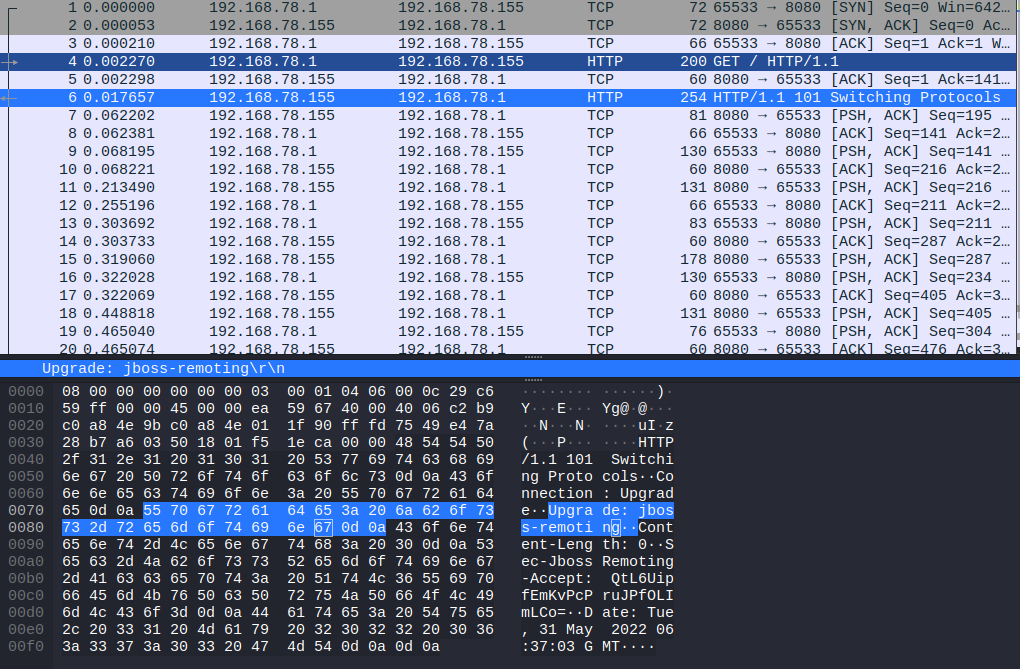 1 0.000000 192.168.78.1 192.168.78.155 TCP 72 65533 → 8080 [SYN] Seq=0 Win=642…
2 0.000053 192.168.78.155 192.168.78.1 TCP 72 8080 → 65533 [SYN, ACK] Seq=0 Ac…
3 0.000210 192.168.78.1 192.168.78.155 TCP 66 65533 → 8080 [ACK] Seq=1 Ack=1 W…
4 0.002270 192.168.78.1 192.168.78.155 HTTP 200 GET / HTTP/1.1
5 0.002298 192.168.78.155 192.168.78.1 TCP 60 8080 → 65533 [ACK] Seq=1 Ack=141…
6 0.017657 192.168.78.155 192.168.78.1 HTTP 254 HTTP/1.1 101 Switching Protocols
7 0.062202 192.168.78.155 192.168.78.1 TCP 81 8080 → 65533 [PSH, ACK] Seq=195 …
8 0.062381 192.168.78.1 192.168.78.155 TCP 66 65533 → 8080 [ACK] Seq=141 Ack=2…
9 0.068195 192.168.78.1 192.168.78.155 TCP 130 65533 → 8080 [PSH, ACK] Seq=141 …
10 0.068221 192.168.78.155 192.168.78.1 TCP 60 8080 → 65533 [ACK] Seq=216 Ack=2…
11 0.213490 192.168.78.155 192.168.78.1 TCP 131 8080 → 65533 [PSH, ACK] Seq=216 …
12 0.255196 192.168.78.1 192.168.78.155 TCP 66 65533 → 8080 [ACK] Seq=211 Ack=2…
13 0.303692 192.168.78.1 192.168.78.155 TCP 83 65533 → 8080 [PSH, ACK] Seq=211 …
14 0.303733 192.168.78.155 192.168.78.1 TCP 60 8080 → 65533 [ACK] Seq=287 Ack=2…
15 0.319060 192.168.78.155 192.168.78.1 TCP 178 8080 → 65533 [PSH, ACK] Seq=287 …
16 0.322028 192.168.78.1 192.168.78.155 TCP 130 65533 → 8080 [PSH, ACK] Seq=234 …
17 0.322069 192.168.78.155 192.168.78.1 TCP 60 8080 → 65533 [ACK] Seq=405 Ack=3…
18 0.448818 192.168.78.155 192.168.78.1 TCP 131 8080 → 65533 [PSH, ACK] Seq=405 …
19 0.465040 192.168.78.1 192.168.78.155 TCP 76 65533 → 8080 [PSH, ACK] Seq=304 …
20 0.465074 192.168.78.155 192.168.78.1 TCP 60 8080 → 65533 [ACK] Seq=476 Ack=3…
Upgrade: jboss-remoting\r\n
0000 08 00 00 00 00 00 00 03 00 01 04 06 00 0c 29 c6 ········ ······)·
0010 59 ff 00 00 45 00 00 ea 59 67 40 00 40 06 c2 b9 Y···E··· Yg@·@···
0020 c0 a8 4e 9b c0 a8 4e 01 1f 90 ff fd 75 49 e4 7a ··N···N· ····uI·z
0030 28 b7 a6 03 50 18 01 f5 1e ca 00 00 48 54 54 50 (···P··· ····HTTP
0040 2f 31 2e 31 20 31 30 31 20 53 77 69 74 63 68 69 /1.1 101  Switchi
0050 6e 67 20 50 72 6f 74 6f 63 6f 6c 73 0d 0a 43 6f ng Proto cols··Co
0060 6e 6e 65 63 74 69 6f 6e 3a 20 55 70 67 72 61 64 nnection : Upgrad
0070 65 0d 0a 55 70 67 72 61 64 65 3a 20 6a 62 6f 73 e··Upgra de: jbos
0080 73 2d 72 65 6d 6f 74 69 6e 67 0d 0a 43 6f 6e 74 s-remoti ng··Cont
0090 65 6e 74 2d 4c 65 6e 67 74 68 3a 20 30 0d 0a 53 ent-Leng th: 0··S
00a0 65 63 2d 4a 62 6f 73 73 52 65 6d 6f 74 69 6e 67 ec-Jboss Remoting
00b0 2d 41 63 63 65 70 74 3a 20 51 74 4c 36 55 69 70 -Accept:  QtL6Uip
00c0 66 45 6d 4b 76 50 63 50 72 75 4a 50 66 4f 4c 49 fEmKvPcP ruJPfOLI
00d0 6d 4c 43 6f 3d 0d 0a 44 61 74 65 3a 20 54 75 65 mLCo=··D ate: Tue
00e0 2c 20 33 31 20 4d 61 79 20 32 30 32 32 20 30 36 , 31 May  2022 06
00f0 3a 33 37 3a 30 33 20 47 4d 54 0d 0a 0d 0a :37:03 G MT····